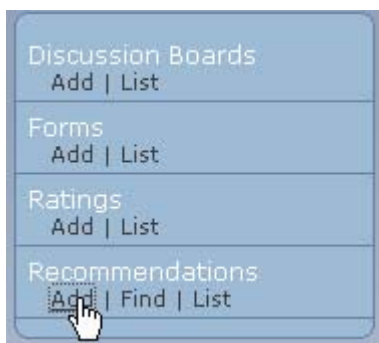 Discussion Boards
Add | List
Forms
Add | List
Ratings
Add | List
Recommendations
Add | Find | List